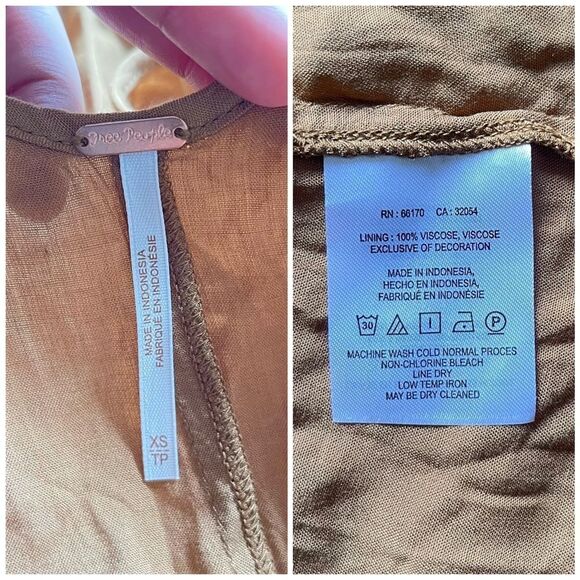 Free People
MADE IN INDONESIA
FABRIQUÉ EN INDONÉSIE
XS
TP
RN : 66170 CA : 32054
LINING : 100% VISCOSE, VISCOSE
EXCLUSIVE OF DECORATION
MADE IN INDONESIA,
HECHO EN INDONESIA,
FABRIQUÉ EN INDONÉSIE
30 P
MACHINE WASH COLD NORMAL PROCES
NON-CHLORINE BLEACH
LINE DRY
LOW TEMP IRON
MAY BE DRY CLEANED